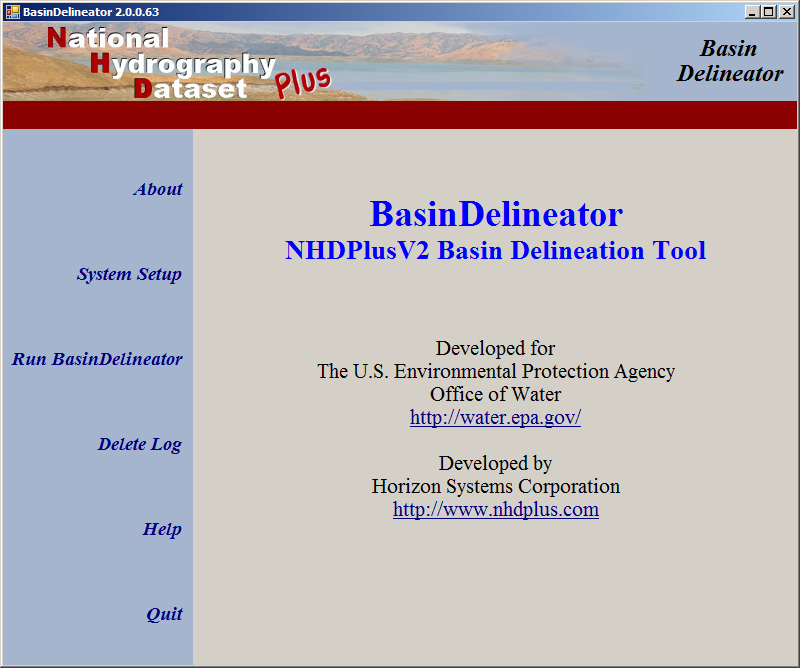 BasinDelineator 2.0.0.63
National
Hydrography
Dataset Plus
Basin
Delineator
About
System Setup
Run BasinDelineator
Delete Log
Help
Quit
BasinDelineator
NHDPlusV2 Basin Delineation Tool
Developed for
The U.S. Environmental Protection Agency
Office of Water
http://water.epa.gov/
Developed by
Horizon Systems Corporation
http://www.nhdplus.com